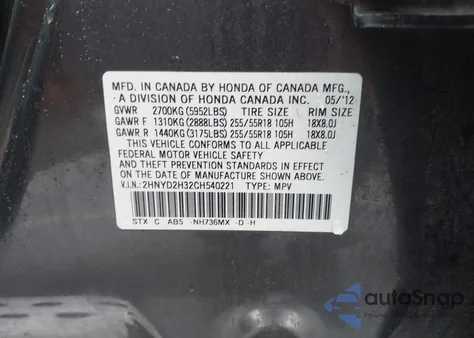 MFD. IN CANADA BY HONDA OF CANADA MFG.,
A DIVISION OF HONDA CANADA INC. 05/'12
GVWR 2700KG(5952LBS) TIRE SIZE RIM SIZE
GAWR F 1310KG(2888LBS) 255/55R18 105H 18X8.0J
GAWR R 1440KG(3175LBS) 255/55R18 105H 18X8.0J
THIS VEHICLE CONFORMS TO ALL APPLICABLE
FEDERAL MOTOR VEHICLE SAFETY
AND THEFT PREVENTION STANDARDS IN EFFECT
ON THE DATE OF MANUFACTURE SHOWN ABOVE.
V.I.N.:2HNYD2H32CH540221 TYPE: MPV
STX C AB5 -NH736MX -D -H
autoSnap